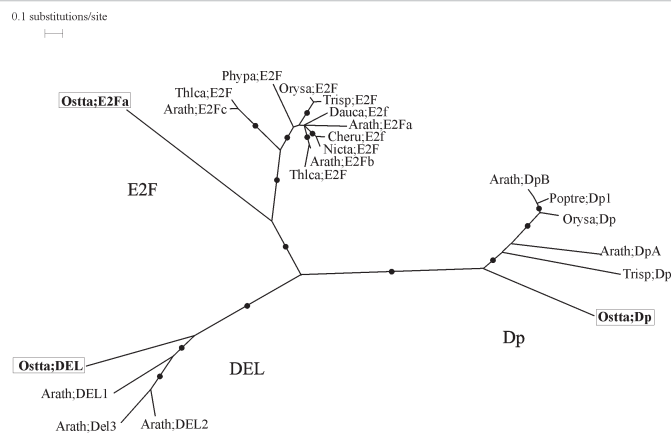 0.1 substitutions/site
Phypa;E2F
Orysa;E2F
Thlca;E2F
Trisp;E2F
Ostta;E2Fa
Arath;E2Fc
Dauca;E2f
Arath;E2Fa
Cheru;E2f
Nicta;E2F
Arath;E2Fb
Thlca;E2F
E2F
Arath;DpB
Poptre;Dp1
Orysa;Dp
Arath;DpA
Trisp;Dp
Ostta;Dp
Dp
Ostta;DEL
DEL
Arath;DEL1
Arath;Del3
Arath;DEL2